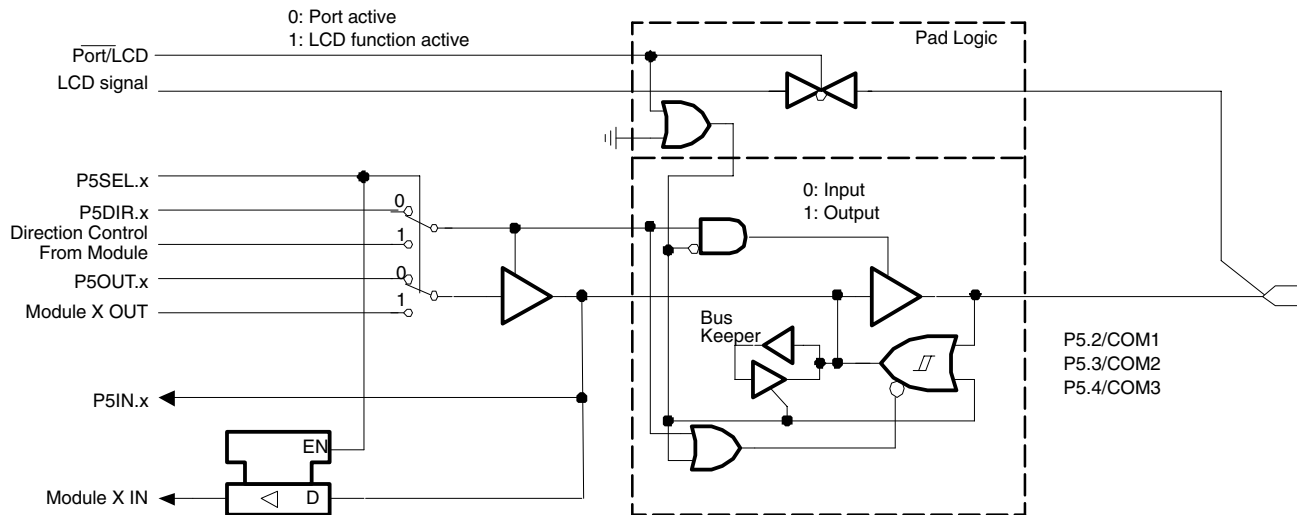 0: Port active
1: LCD function active
Pad Logic
Port/LCD
LCD signal
P5SEL.x
0
P5DIR.x
Direction Control
From Module
1
P5OUT.x
0
Module X OUT
1
0: Input
1: Output
Bus
Keeper
P5.2/COM1
P5.3/COM2
P5.4/COM3
P5IN.x
EN
Module X IN
D